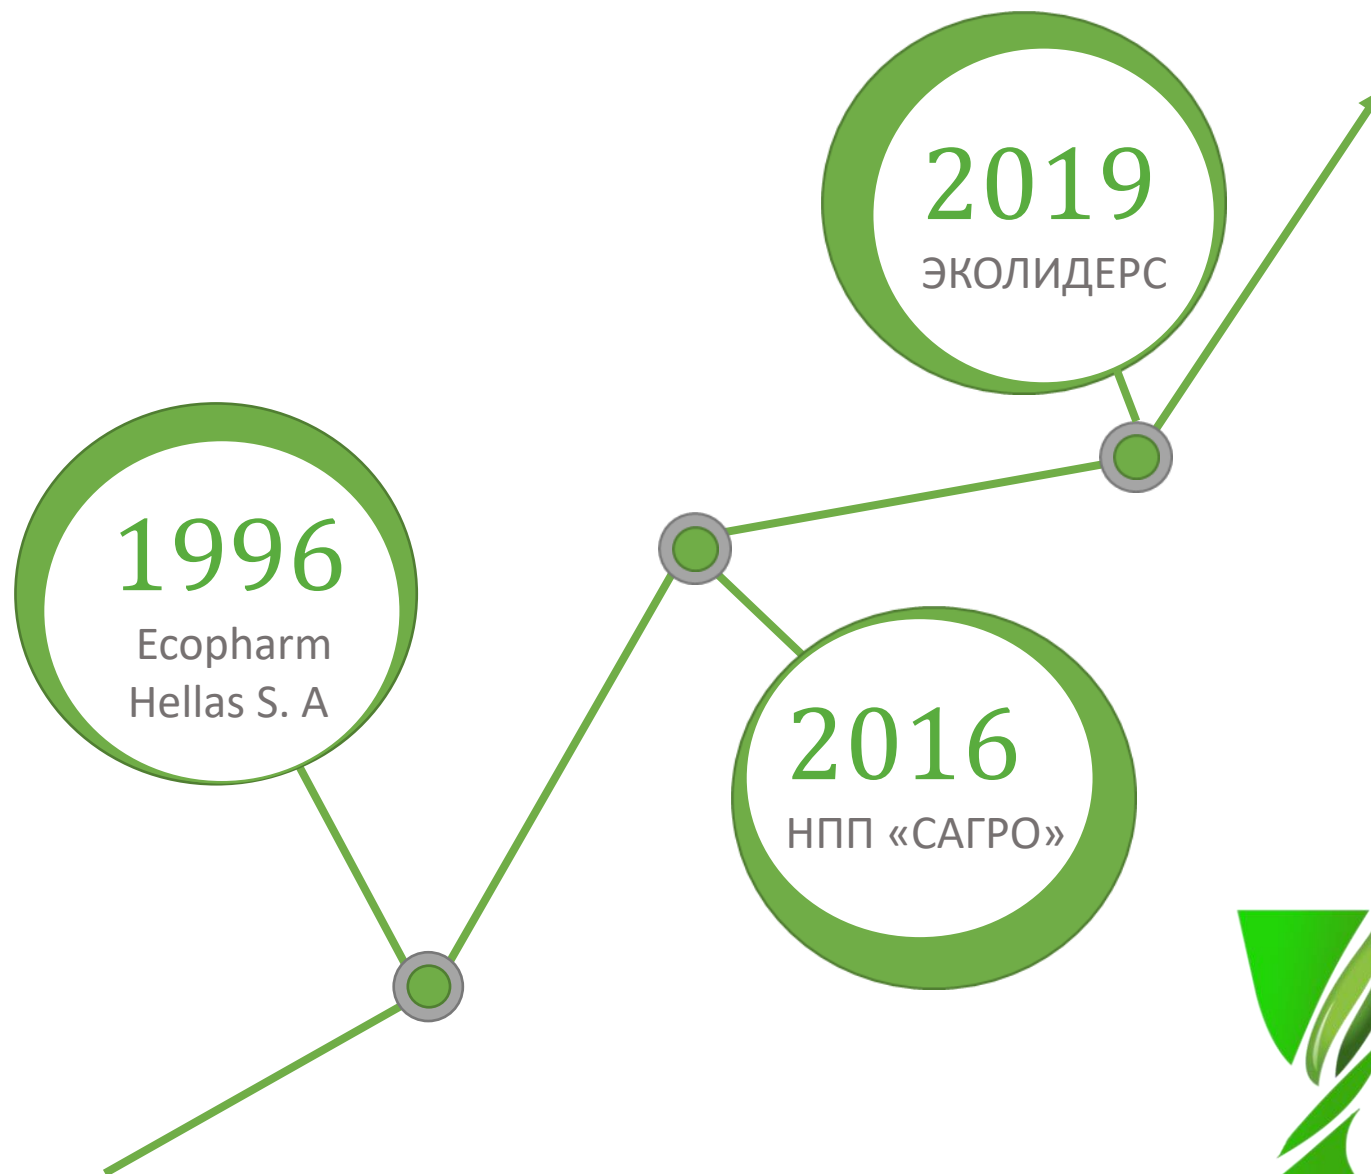 1996
Ecopharm
Hellas S. A
2016
НПП «САГРО»
2019
ЭКОЛИДЕРС